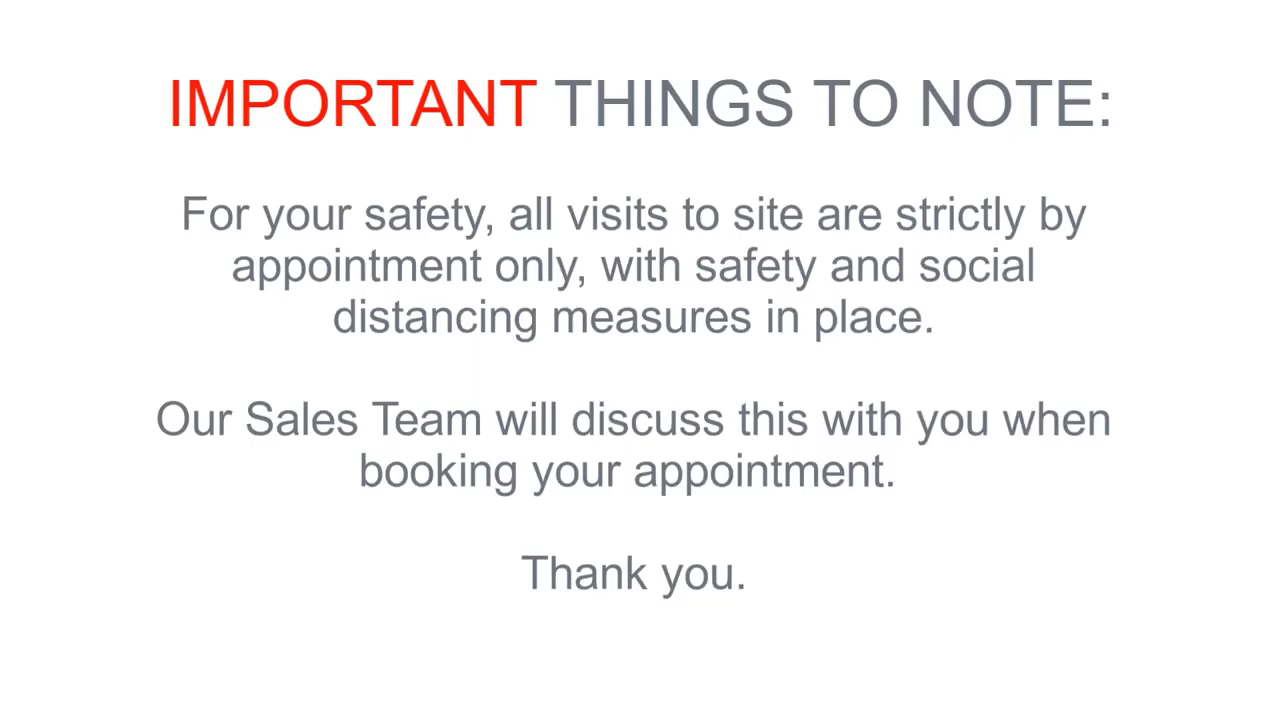 IMPORTANT THINGS TO NOTE:
For your safety, all visits to site are strictly by
appointment only, with safety and social
distancing measures in place.
Our Sales Team will discuss this with you when
booking your appointment.
Thank you.